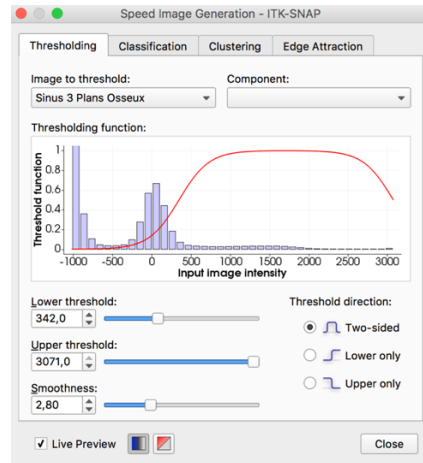 Speed Image Generation - ITK-SNAP
Thresholding Classification Clustering Edge Attraction
Image to threshold: Component:
Sinus 3 Plans Osseux
Thresholding function:
Threshold function
1
0.8
0.6
0.4
0.2
0
-1000 -500 0 500 1000 1500 2000 2500 3000
Input image intensity
Lower threshold: Threshold direction:
342,0 Two-sided
Upper threshold:
3071,0 Lower only
Smoothness: Upper only
2,80
Live Preview Close